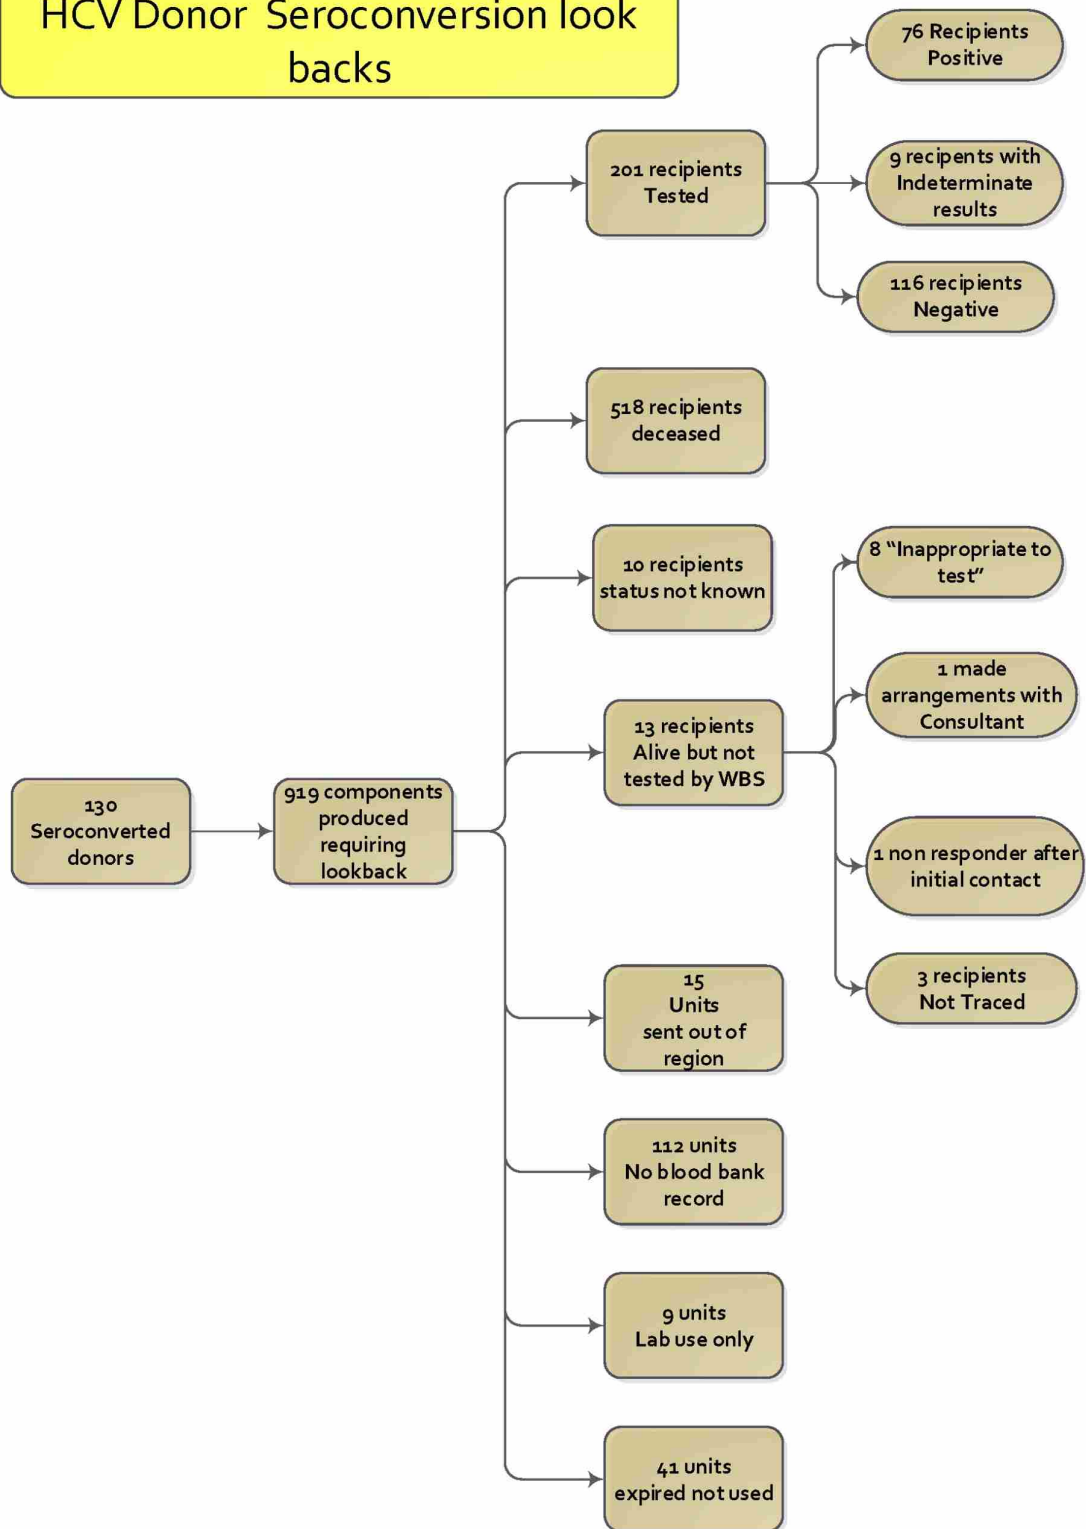 HCV Donor Seroconversion look
backs
76 Recipients
Positive
201 recipients
Tested
9 recipents with
Indeterminate
results
116 recipients
Negative
518 recipients
deceased
10 recipients
status not known
8 “Inappropriate to
test”
1 made
arrangements with
Consultant
13 recipients
Alive but not
tested by WBS
130
Seroconverted
donors
919 components
produced
requiring
lookback
1 non responder after
initial contact
3 recipients
Not Traced
15
Units
sent out of
region
112 units
No blood bank
record
9 units
Lab use only
41 units
expired not used